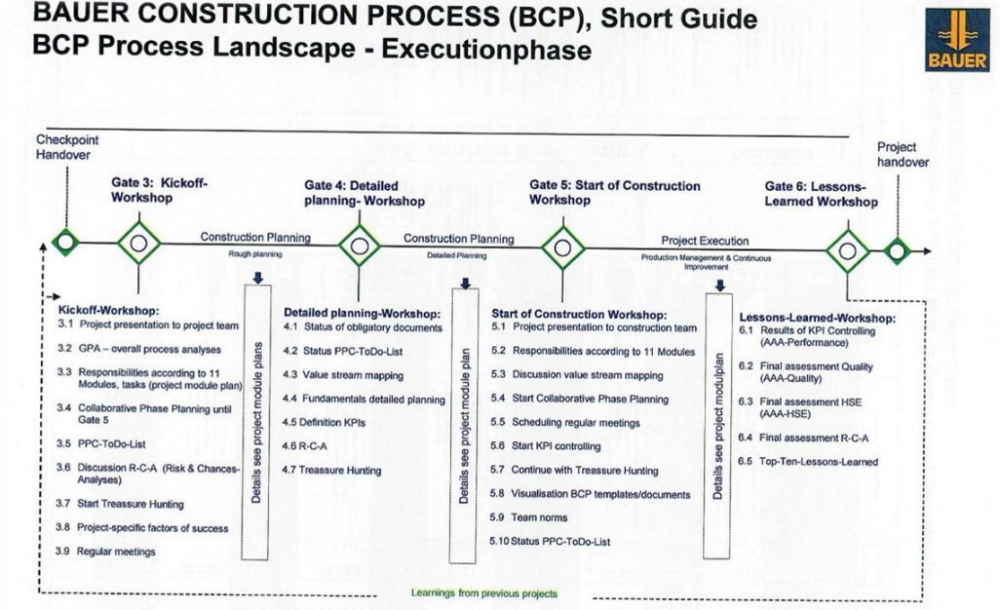 BAUER CONSTRUCTION PROCESS (BCP), Short Guide
BCP Process Landscape - Executionphase
BAUER
Checkpoint
Handover
Project
handover
Gate 3: Kickoff-
Workshop
Gate 4: Detailed
planning- Workshop
Gate 5: Start of Construction
Workshop
Gate 6: Lessons-
Learned Workshop
Construction Planning
Rough planning
Construction Planning
Detailed Planning
Project Execution
Production Management & Continuous
Improvement
Kickoff-Workshop:
3.1 Project presentation to project team
3.2 GPA – overall process analyses
3.3 Responsibilities according to 11
Modules, tasks (project module plan)
3.4 Collaborative Phase Planning until
Gate 5
3.5 PPC-ToDo-List
3.6 Discussion R-C-A (Risk & Chances-
Analyses)
3.7 Start Treassure Hunting
3.8 Project-specific factors of success
3.9 Regular meetings
Details see project module plans
Detailed planning-Workshop:
4.1 Status of obligatory documents
4.2 Status PPC-ToDo-List
4.3 Value stream mapping
4.4 Fundamentals detailed planning
4.5 Definition KPIs
4.6 R-C-A
4.7 Treassure Hunting
Details see project module plan
Start of Construction Workshop:
5.1 Project presentation to construction team
5.2 Responsibilities according to 11 Modules
5.3 Discussion value stream mapping
5.4 Start Collaborative Phase Planning
5.5 Scheduling regular meetings
5.6 Start KPI controlling
5.7 Continue with Treassure Hunting
5.8 Visualisation BCP templates/documents
5.9 Team norms
5.10 Status PPC-ToDo-List
Details see project modulplan
Lessons-Learned-Workshop:
6.1 Results of KPI Controlling
(AAA-Performance)
6.2 Final assessment Quality
(AAA-Quality)
6.3 Final assessment HSE
(AAA-HSE)
6.4 Final assessment R-C-A
6.5 Top-Ten-Lessons-Learned
Learnings from previous projects